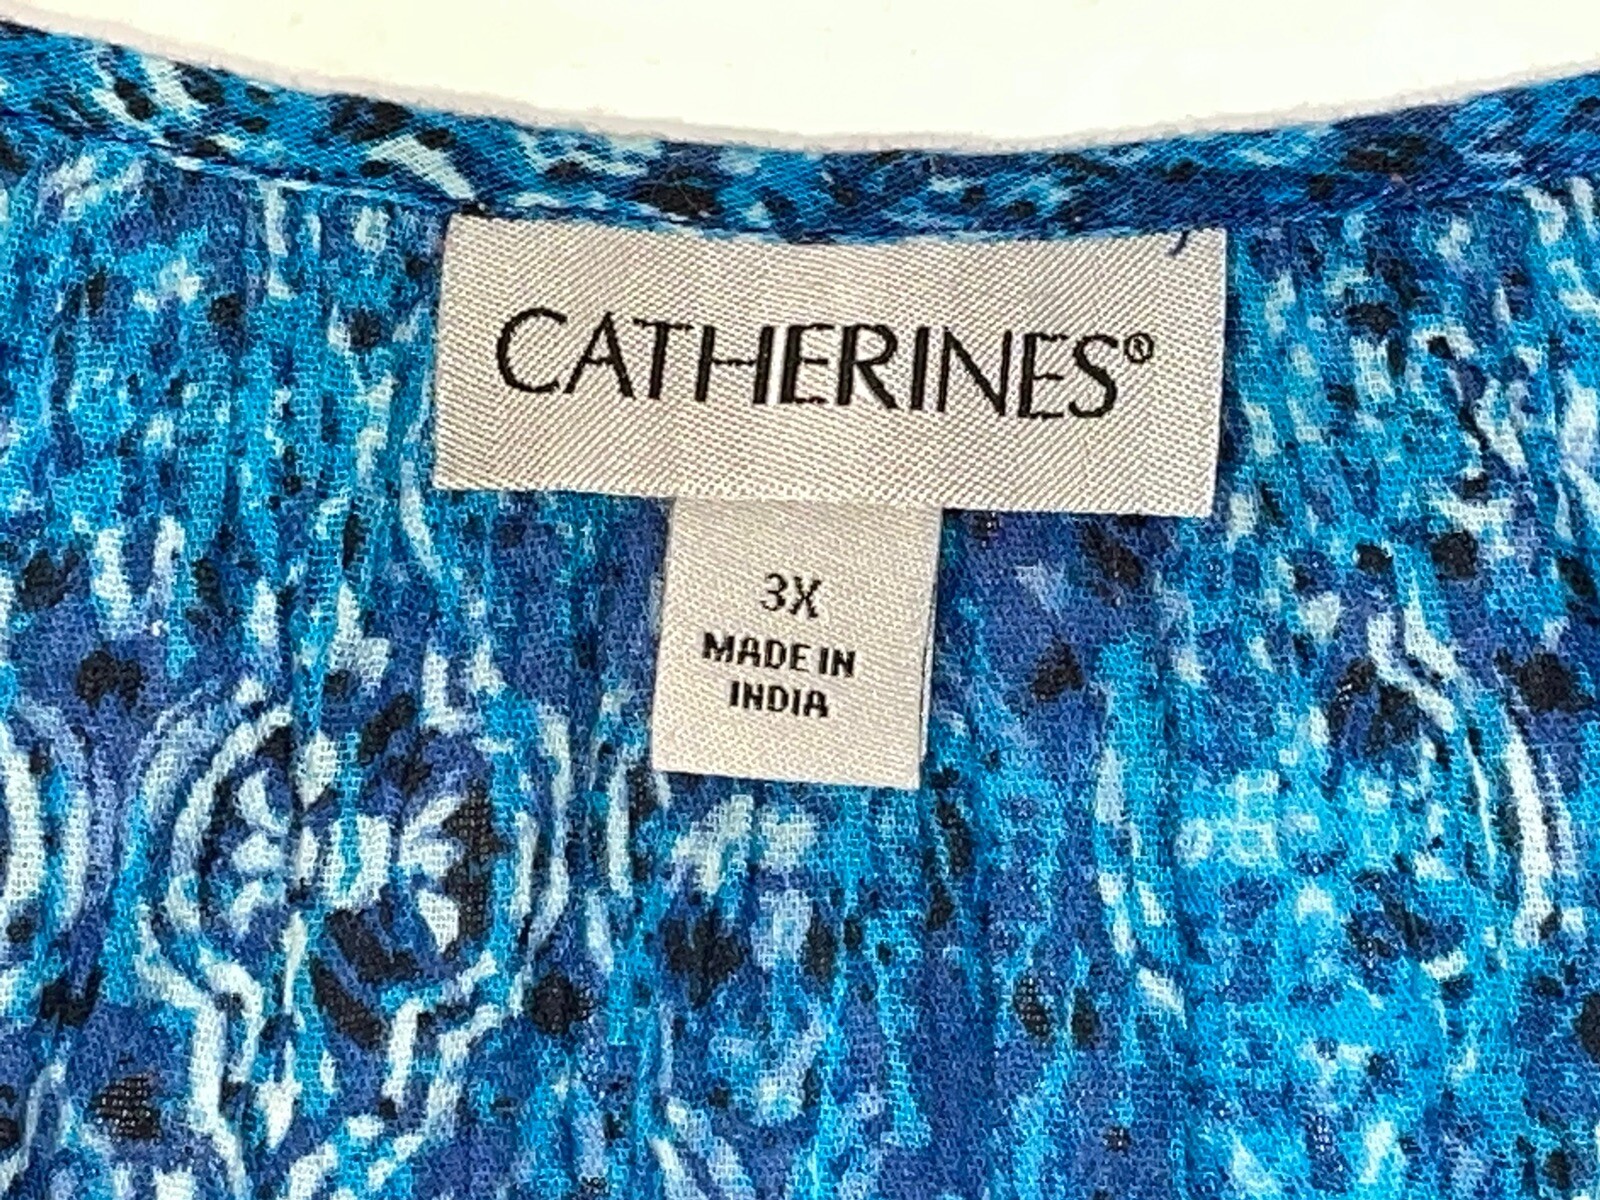 CATHERINES®
3X
MADE IN
INDIA